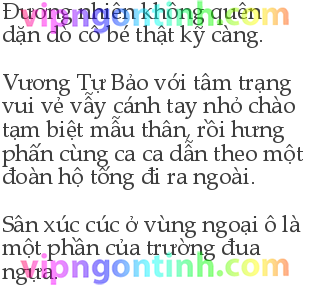 Đương nhiên không quên
dặn dò cô bé thật kỹ càng.
Vương Tự Bảo với tâm trạng
vui vẻ vẫy cánh tay nhỏ chào
tạm biệt mẫu thân, rồi hưng
phấn cùng ca ca dẫn theo một
đoàn hộ tống đi ra ngoài.
Sân xúc cúc ở vùng ngoại ô là
một phần của trường đua
ngựa.
vipngontinh.com
vipngontinh.com
vipngontinh.com